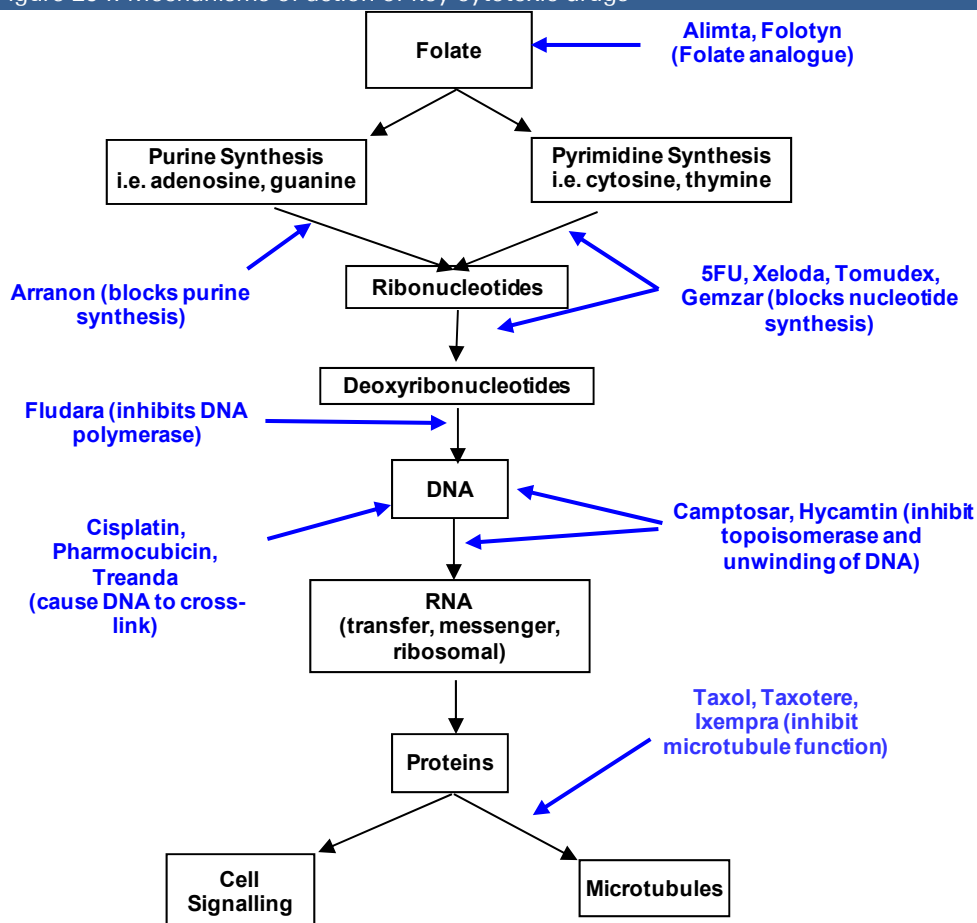 Alimta, Folotyn
(Folate analogue)
Folate
Purine Synthesis
i.e. adenosine, guanine
Pyrimidine Synthesis
i.e. cytosine, thymine
Arranon (blocks purine
synthesis)
Ribonucleotides
5FU, Xeloda, Tomudex,
Gemzar (blocks nucleotide
synthesis)
Deoxyribonucleotides
Fludara (inhibits DNA
polymerase)
DNA
Cisplatin,
Pharmocubicin,
Treanda
(cause DNA to cross-
link)
Camptosar, Hycamtin (inhibit
topoisomerase and
unwinding of DNA)
RNA
(transfer, messenger,
ribosomal)
Taxol, Taxotere,
Ixempra (inhibit
microtubule function)
Proteins
Cell
Signalling
Microtubules